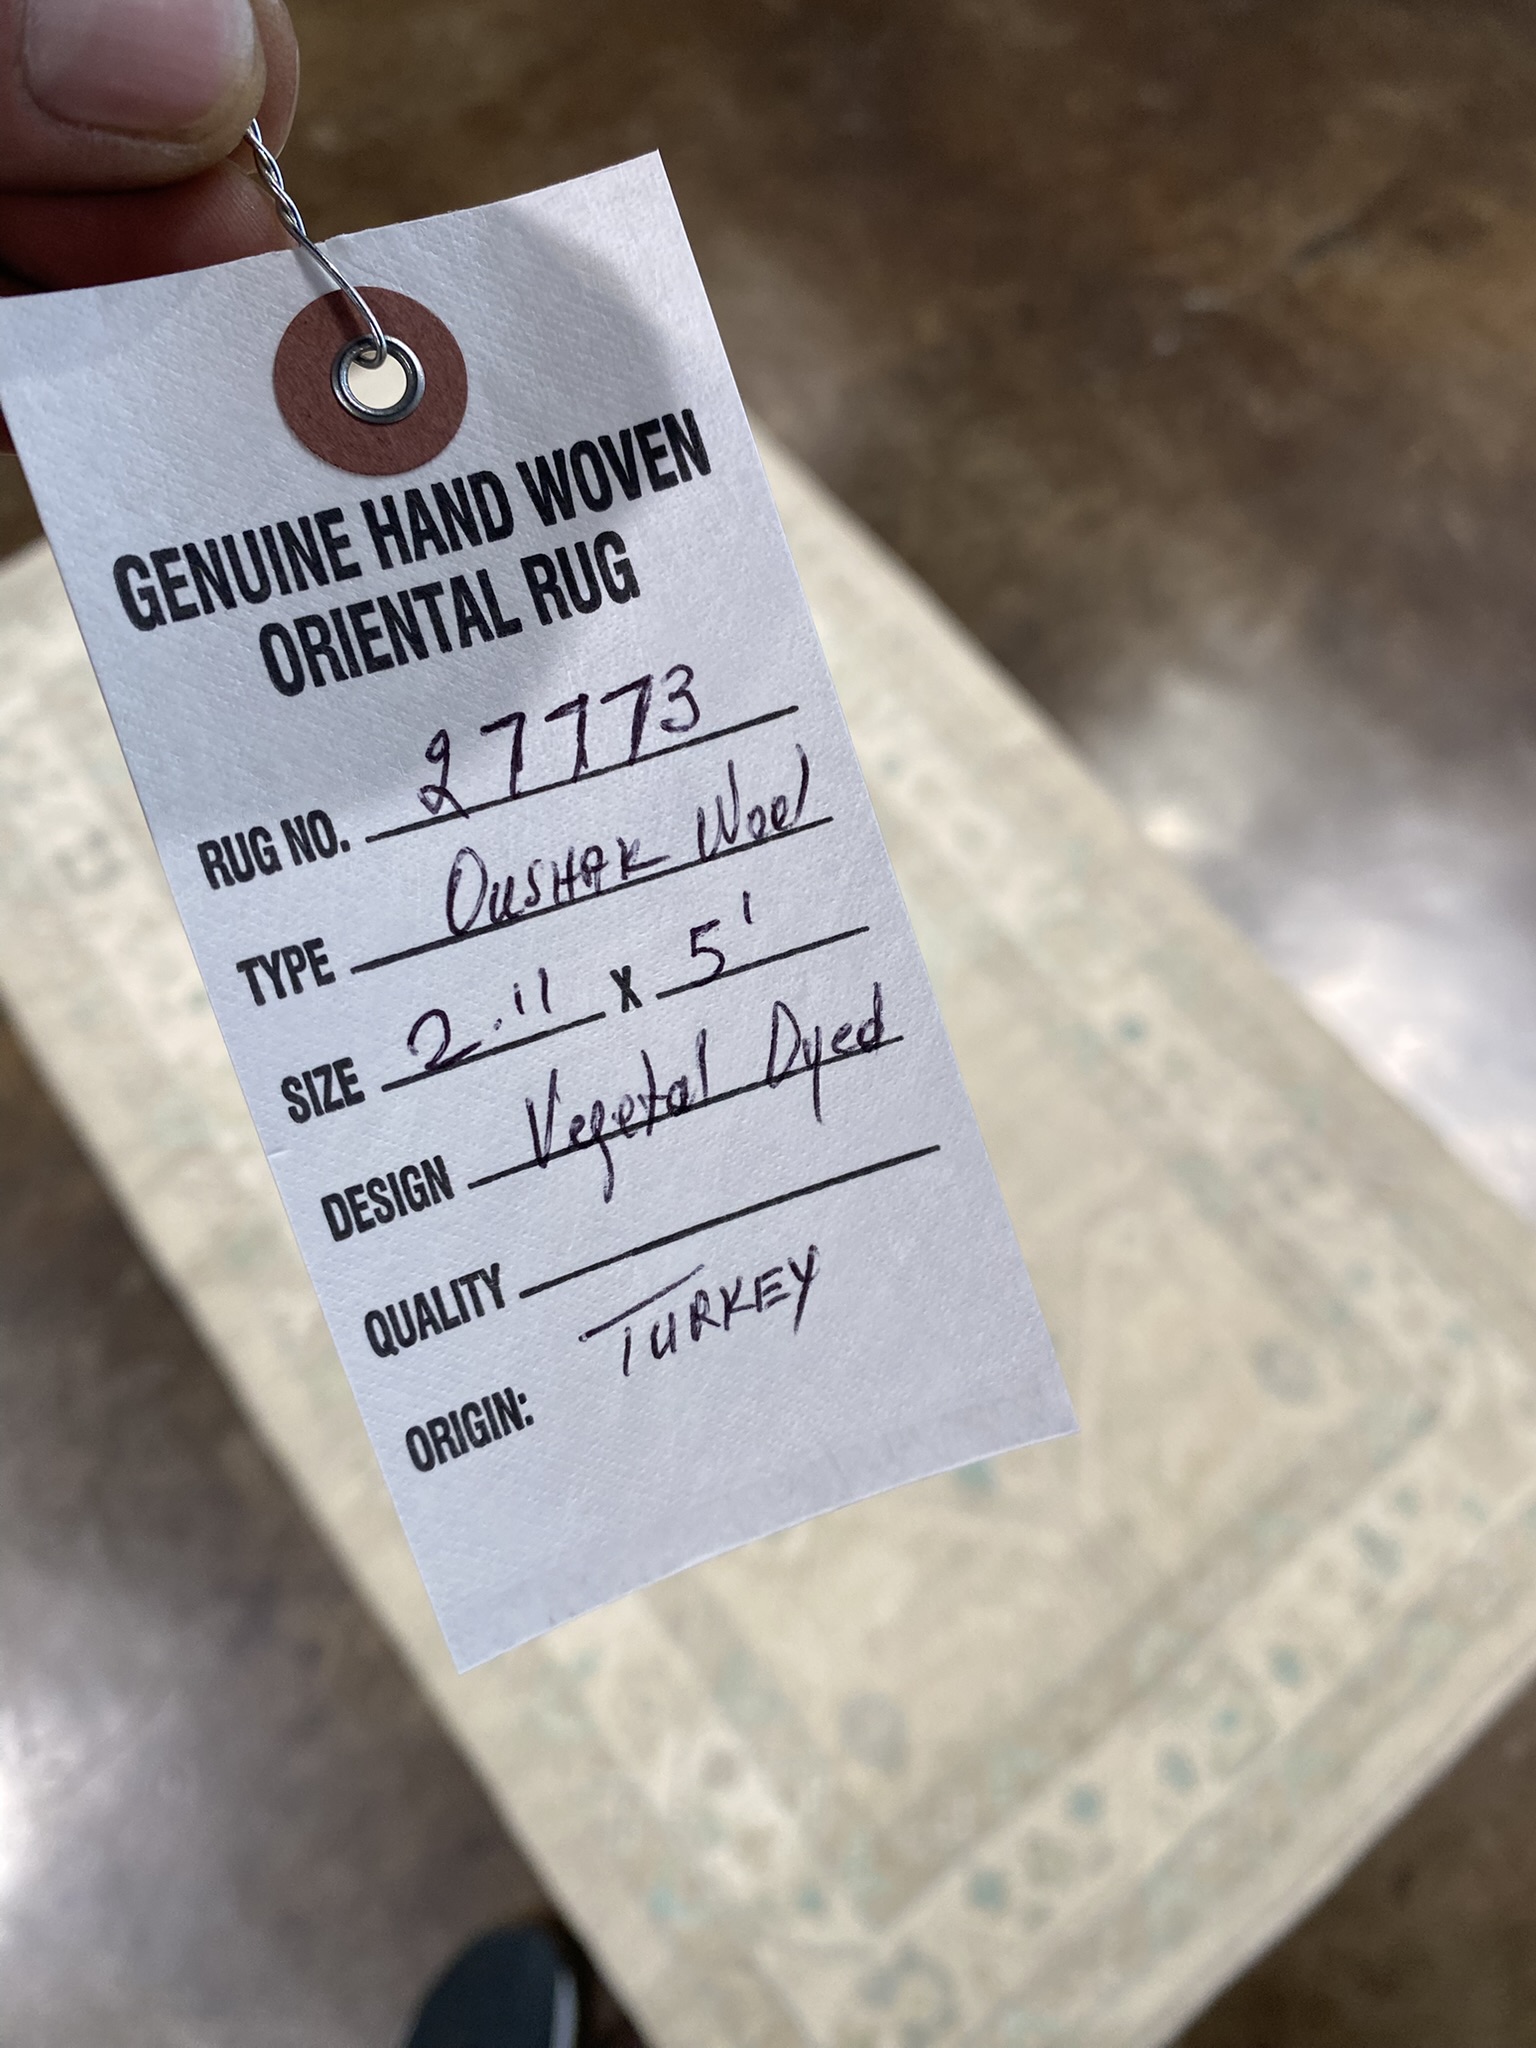 GENUINE HAND WOVEN
ORIENTAL RUG
RUG NO. 27773
TYPE OUSHAK Wool
SIZE 2.11 X 5'
DESIGN Vegetal Dyed
QUALITY
ORIGIN: TURKEY